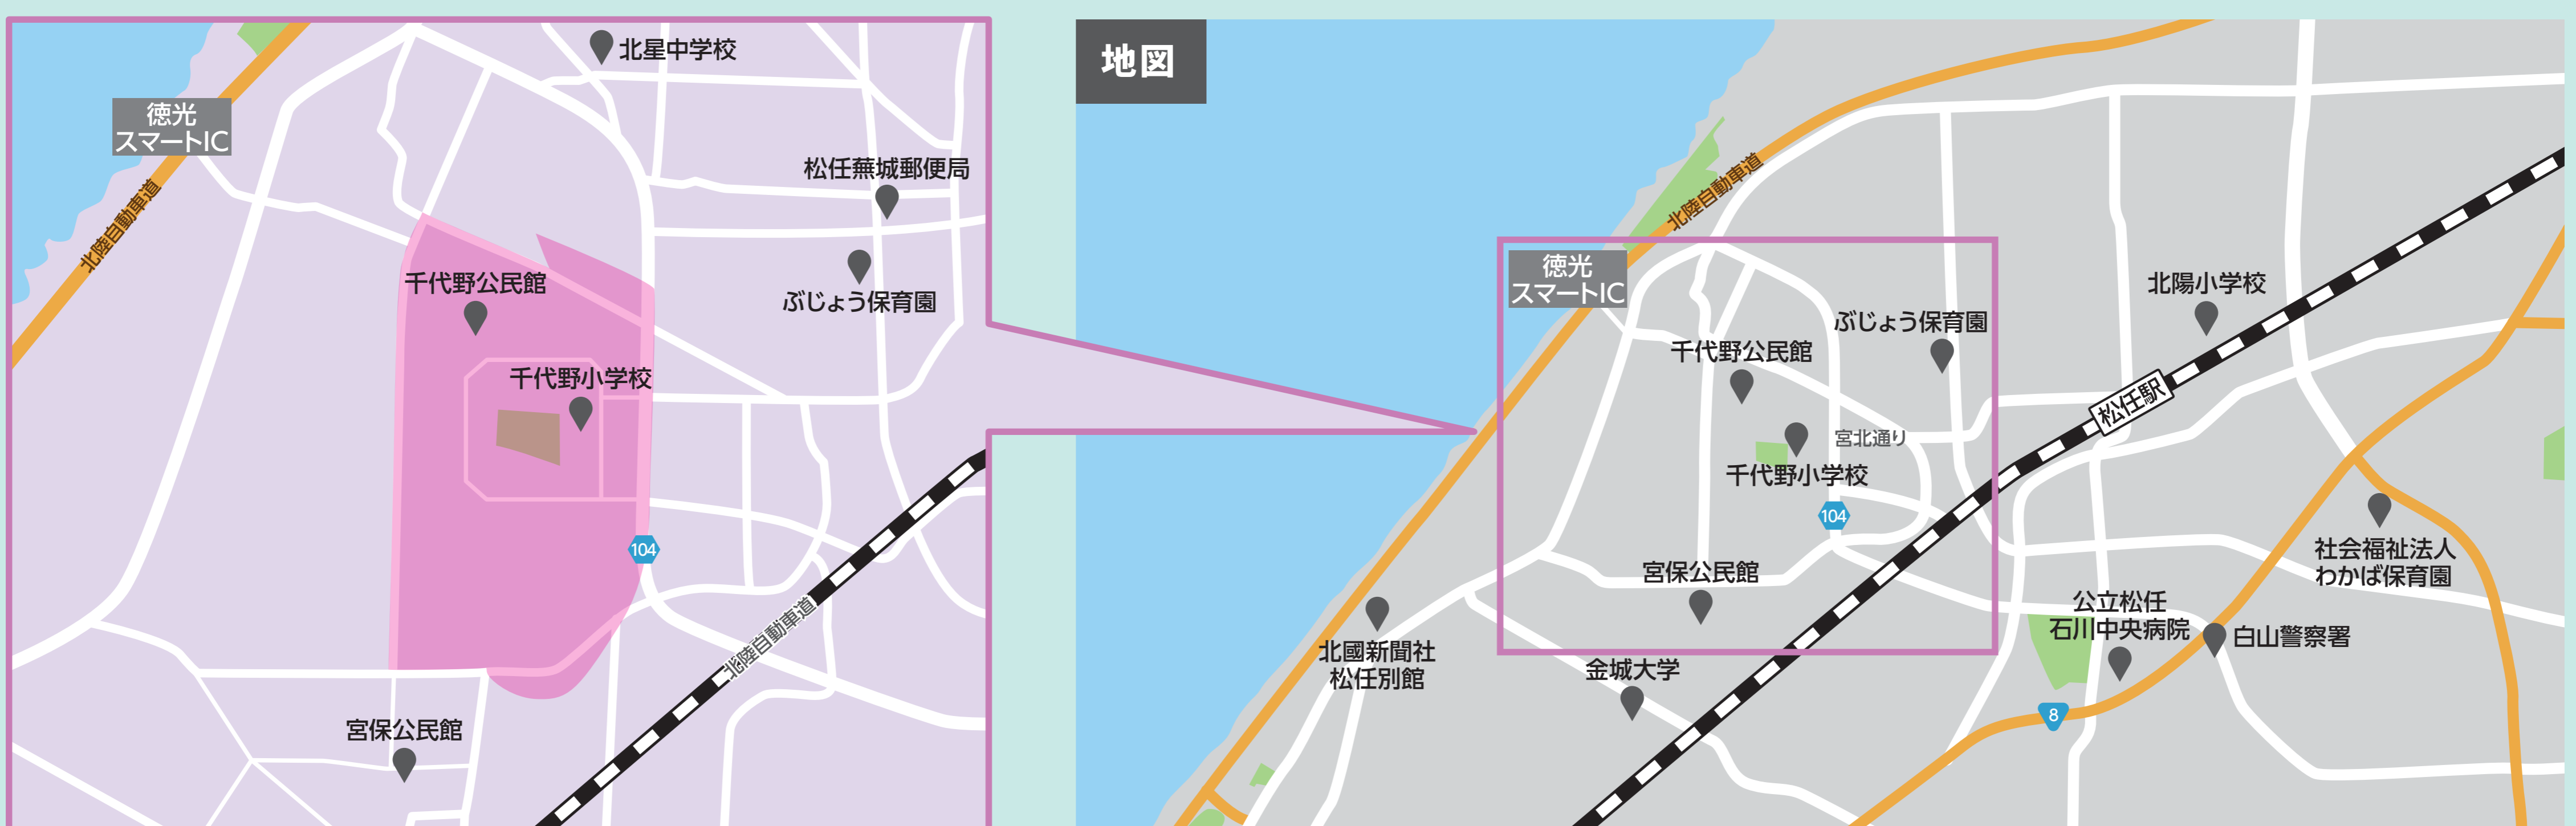 北星中学校
徳光
スマートIC
松任蕪城郵便局
北陸自動車道
千代野公民館
ぶじょう保育園
千代野小学校
104
北陸自動車道
宮保公民館
地図
北陸自動車道
徳光
スマートIC
北陽小学校
ぶじょう保育園
千代野公民館
松任駅
宮北通り
千代野小学校
104
社会福祉法人
わかば保育園
宮保公民館
公立松任
石川中央病院
白山警察署
北國新聞社
松任別館
金城大学
8